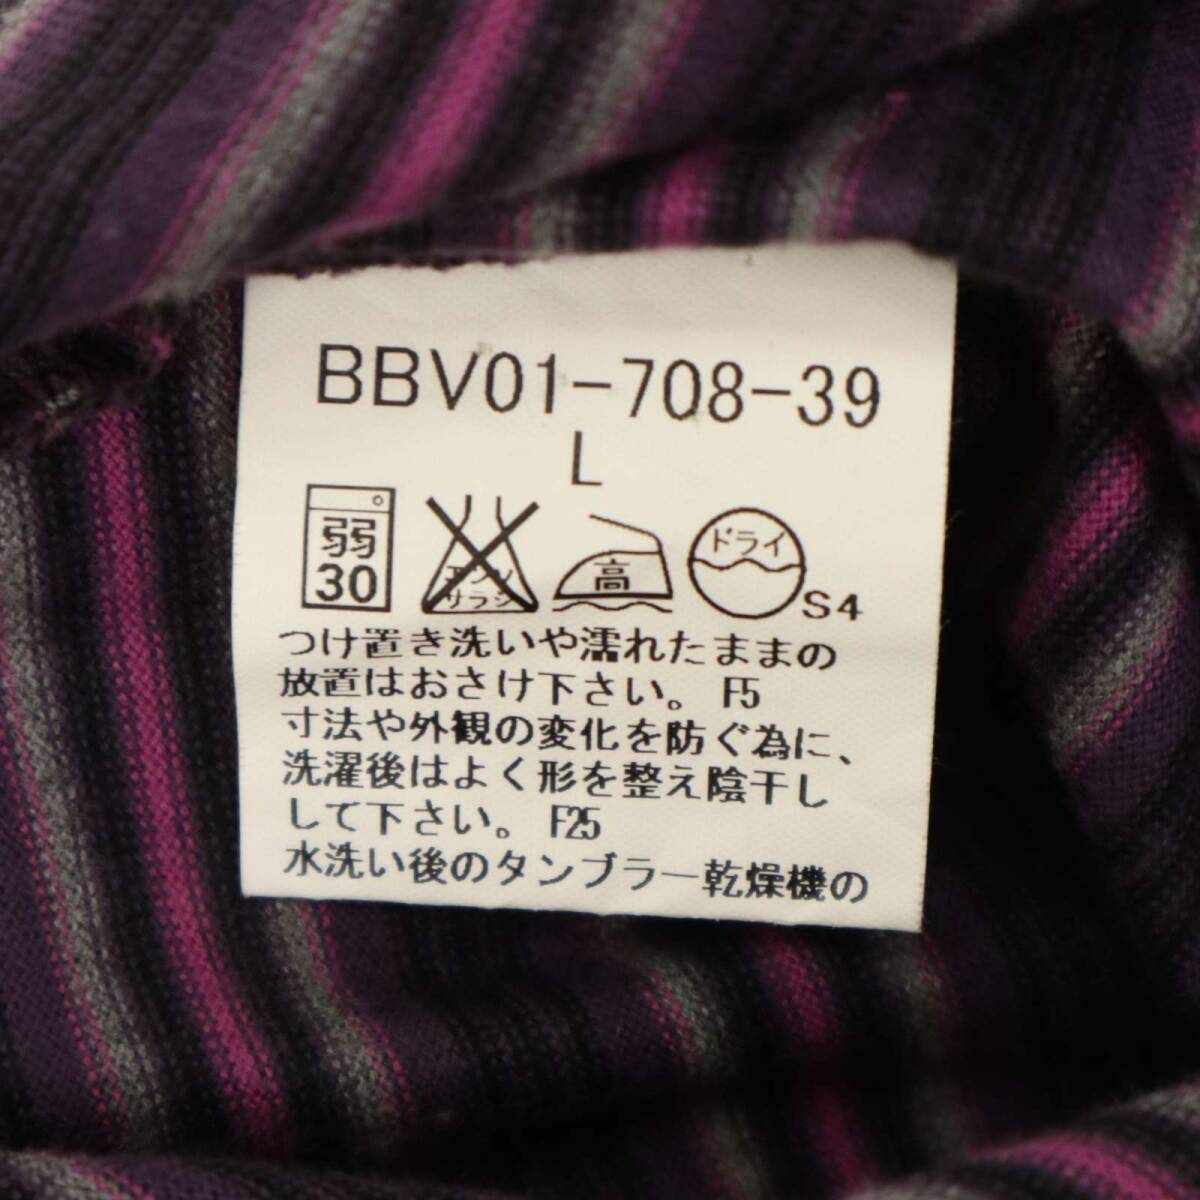 BBV01-708-39
L
弱 30 エンソサラシ 高 ドライ S4
つけ置き洗いや濡れたままの
放置はおさけ下さい。F5
寸法や外観の変化を防ぐ為に、
洗濯後はよく形を整え陰干し
して下さい。F25
水洗い後のタンブラー乾燥機の